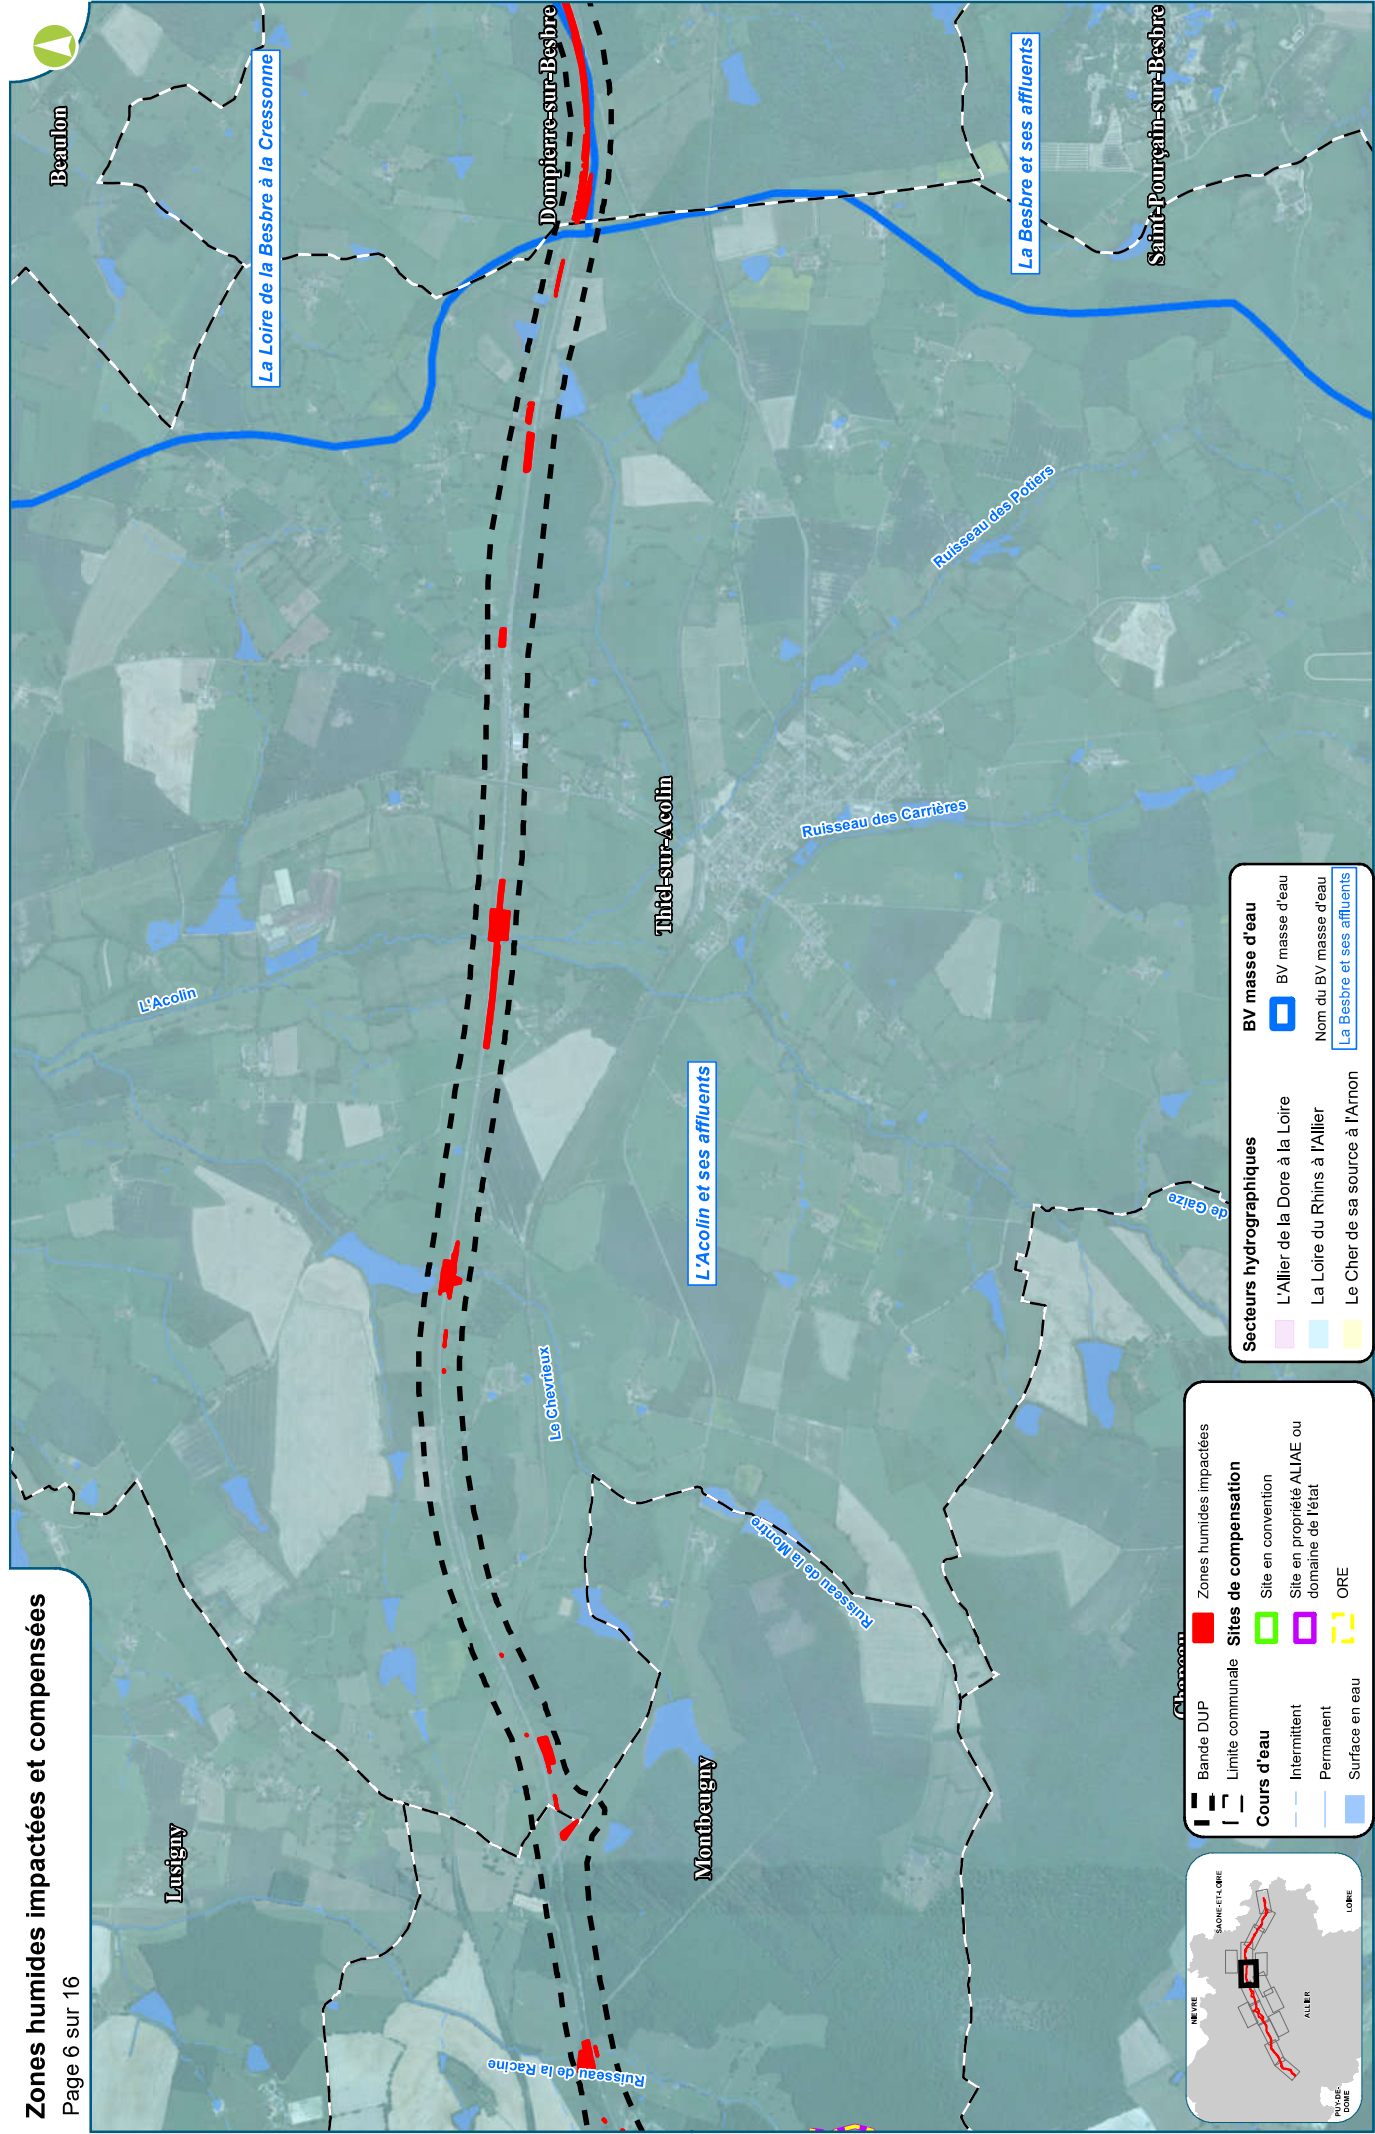 Zones humides impactées et compensées
Page 6 sur 16
Beaulon
La Loire de la Besbre à la Cressonne
Dompierre-sur-Besbre
La Besbre et ses affluents
Saint-Pourçain-sur-Besbre
Ruisseau des Potiers
Thiel-sur-Acolin
Ruisseau des Carrières
L'Acolin
L'Acolin et ses affluents
Le Chevrieux
de Gaize
Ruisseau de la Montre
Lusigny
Montbeugny
Ruisseau de la Racine
Bande DUP
Limite communale
Cours d'eau
Intermittent
Permanent
Surface en eau
Zones humides impactées
Sites de compensation
Site en convention
Site en propriété ALIAE ou
domaine de l'état
ORE
Secteurs hydrographiques
L'Allier de la Dore à la Loire
La Loire du Rhins à l'Allier
Le Cher de sa source à l'Arnon
BV masse d'eau
BV masse d'eau
Nom du BV masse d'eau
La Besbre et ses affluents
NIEVRE
SAONE-ET-LOIRE
ALLIER
LOIRE
PUY-DE-
DOME